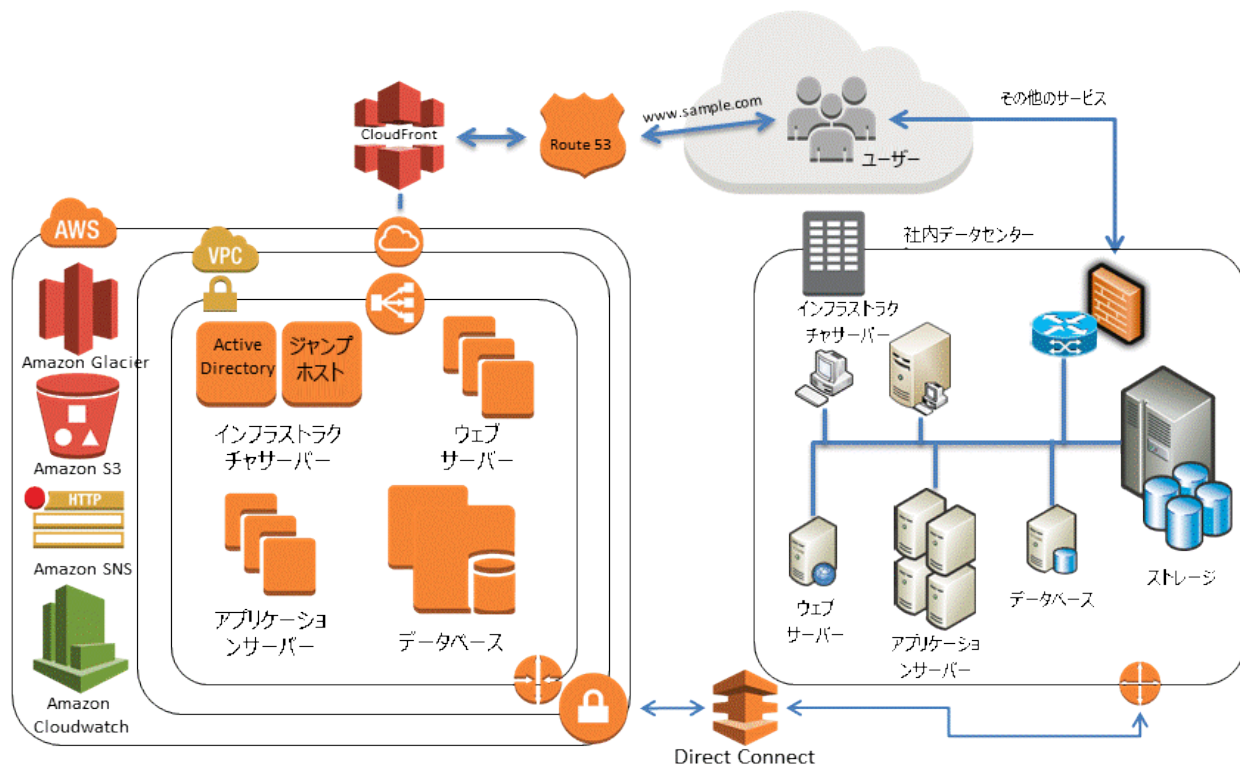 www.sample.com
その他のサービス
CloudFront
Route 53
ユーザー
AWS
VPC
社内データセンター
Amazon Glacier
Active
Directory
ジャンプ
ホスト
インフラストラク
チャサーバー
インフラストラク
チャサーバー
ウェブ
サーバー
Amazon S3
HTTP
Amazon SNS
アプリケーショ
ンサーバー
データベース
Amazon
Cloudwatch
ウェブ
サーバー
アプリケーショ
ンサーバー
データベース
ストレージ
Direct Connect